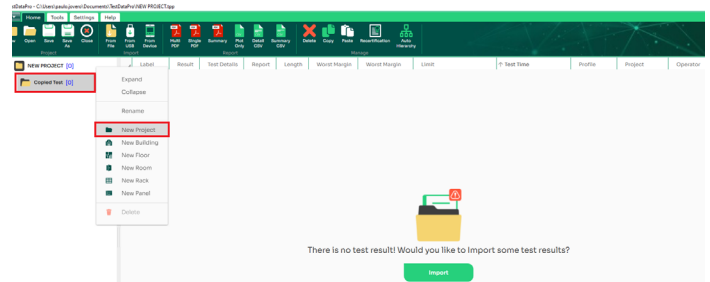 stDataPro - C:\Users\paulo.jovero\Documents\TestDataPro\NEW PROJECT.tpp
Home Tools Settings Help
Open Save Save As Close From File From USB From Device Multi PDF Single PDF Summary Plot Only Detail CSV Summary CSV Delete Copy Paste Recertification Auto Hierarchy
Project Import Report Manage
NEW PROJECT [0] Label Result Test Details Report Length Worst Margin Worst Margin Limit ↑ Test Time Profile Project Operator
Copied Test [0]
Expand
Collapse
Rename
New Project
New Building
New Floor
New Room
New Rack
New Panel
Delete
There is no test result! Would you like to Import some test results?
Import